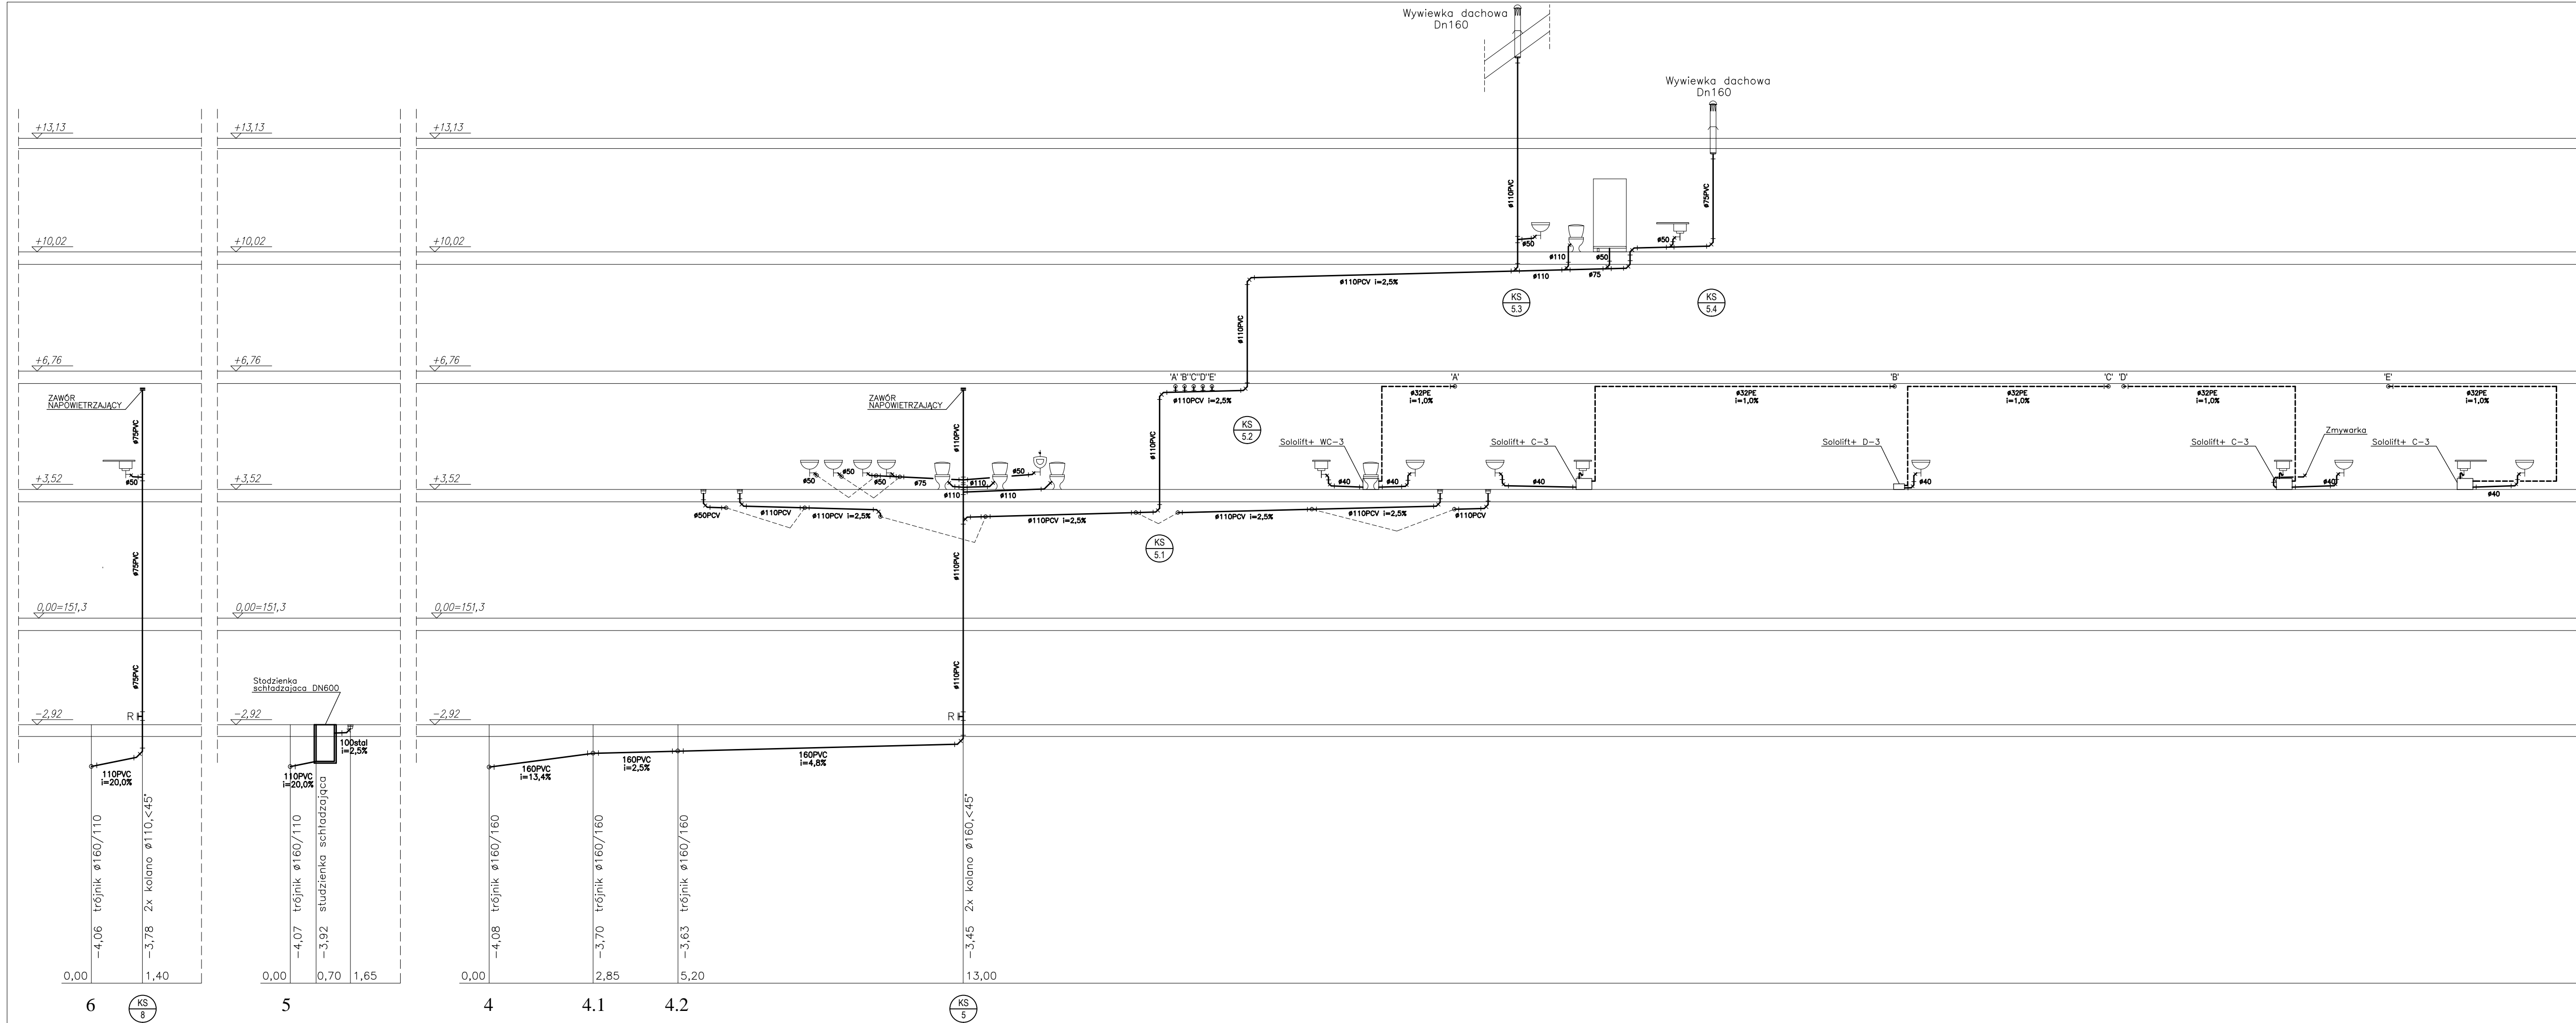 Wywiewka dachowa
Dn160
Wywiewka dachowa
Dn160
+13,13
+13,13
+13,13
ø110PVC
ø75PVC
+10,02
+10,02
+10,02
ø50
ø110
ø50
ø50
ø110PCV i=2,5%
ø110
ø75
KS
5.3
KS
5.4
ø110PVC
+6,76
+6,76
+6,76
'A' 'B' 'C' 'D' 'E'
ø110PVC i=2,5%
KS
5.2
'A'
'B'
'C' 'D'
'E'
ø32PE
i=1,0%
ø32PE
i=1,0%
ø32PE
i=1,0%
ø32PE
i=1,0%
ø32PE
i=1,0%
ZAWÓR
NAPOWIETRZAJĄCY
ø75PVC
ZAWÓR
NAPOWIETRZAJĄCY
ø110PVC
ø110PVC
Sololift+ WC-3
Sololift+ C-3
Sololift+ D-3
Sololift+ C-3
Zmywarka
Sololift+ C-3
+3,52
+3,52
+3,52
ø50
ø50
ø50
ø50
ø75
ø110
ø110
ø110
ø50
ø40
ø40
ø40
ø40
ø40
ø40
ø50PCV
ø110PCV
ø110PCV i=2,5%
ø110PCV i=2,5%
ø110PCV i=2,5%
ø110PCV i=2,5%
ø110PCV
KS
5.1
ø75PVC
ø110PVC
0,00=151,3
0,00=151,3
0,00=151,3
ø75PVC
ø110PVC
Stodzienka
schładzajaca DN600
-2,92
-2,92
-2,92
R
R
110PVC
i=20,0%
110PVC
i=20,0%
100stal
i=2,5%
160PVC
i=13,4%
160PVC
i=2,5%
160PVC
i=4,8%
-4,06 trójnik ø160/110
-3,78 2x kolano ø110,<45°
-4,07 trójnik ø160/110
-3,92 studzienka schładzająca
-4,08 trójnik ø160/160
-3,70 trójnik ø160/160
-3,63 trójnik ø160/160
-3,45 2x kolano ø160,<45°
0,00
1,40
0,00
0,70
1,65
0,00
2,85
5,20
13,00
6
KS
8
5
4
4.1
4.2
KS
5